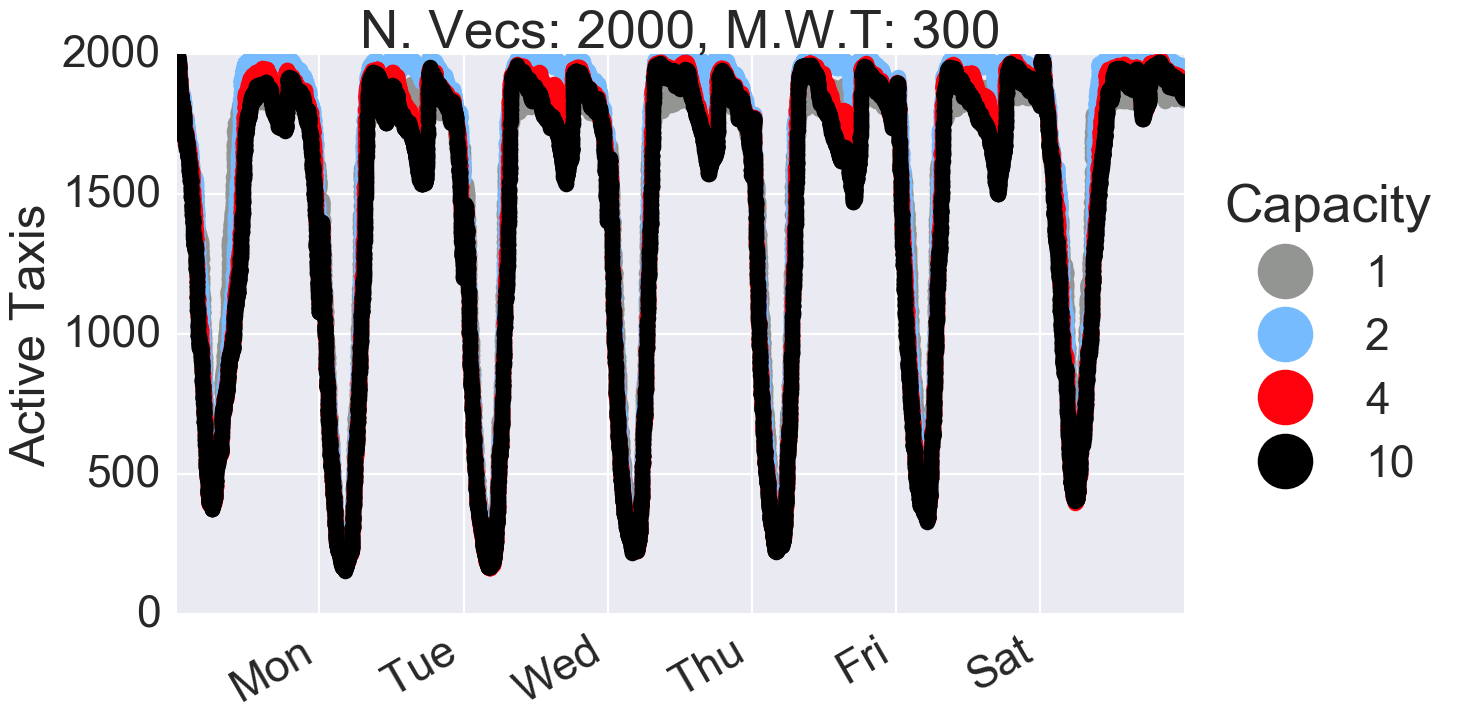 N. Vecs: 2000, M.W.T: 300
2000
1500
1000
500
0
Active Taxis
Mon
Tue
Wed
Thu
Fri
Sat
Capacity
1
2
4
10